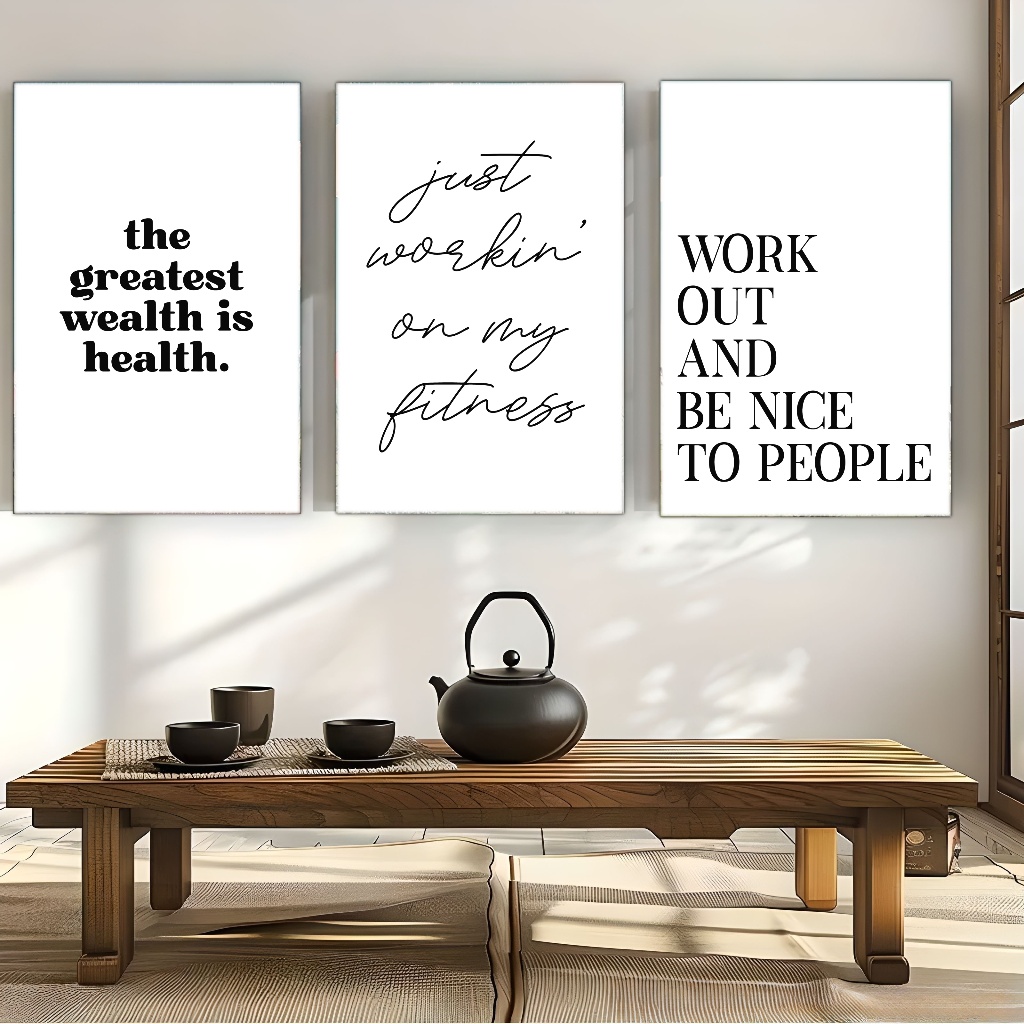 the
greatest
wealth is
health.
just
workin'
on my
fitness
WORK
OUT
AND
BE NICE
TO PEOPLE